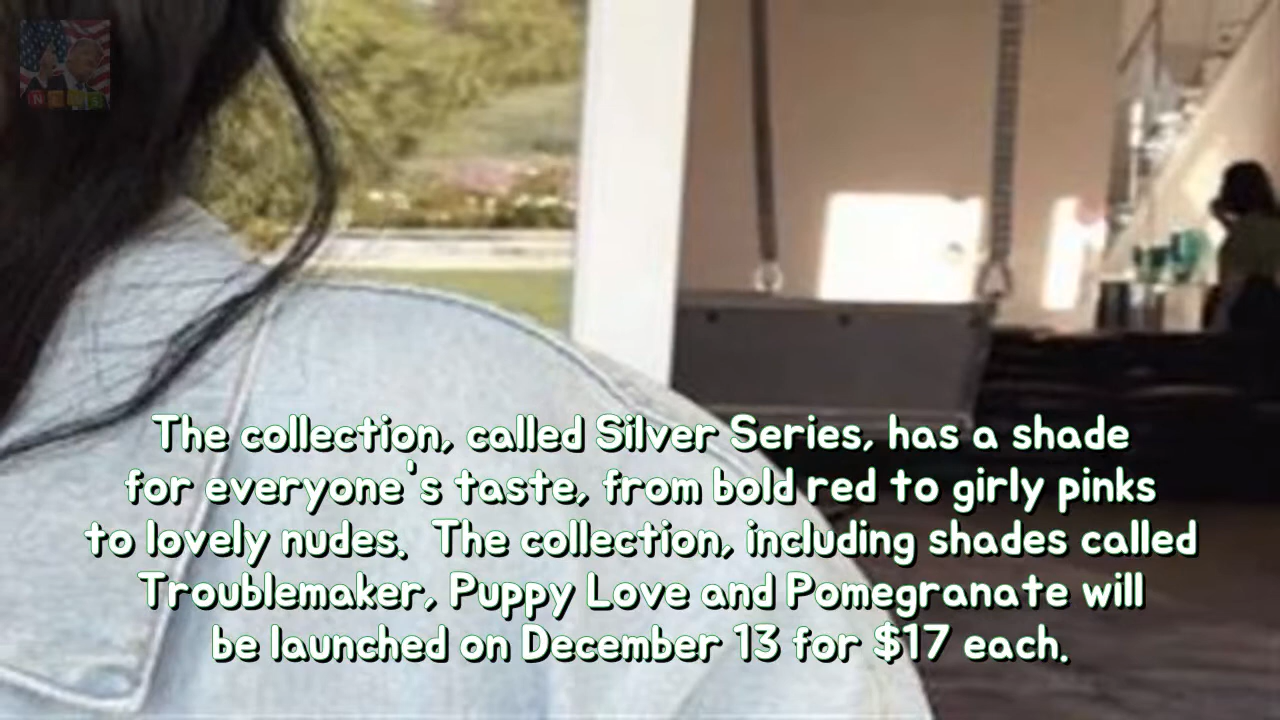 NEWS
The collection, called Silver Series, has a shade
for everyone's taste, from bold red to girly pinks
to lovely nudes. The collection, including shades called
Troublemaker, Puppy Love and Pomegranate will
be launched on December 13 for $17 each.